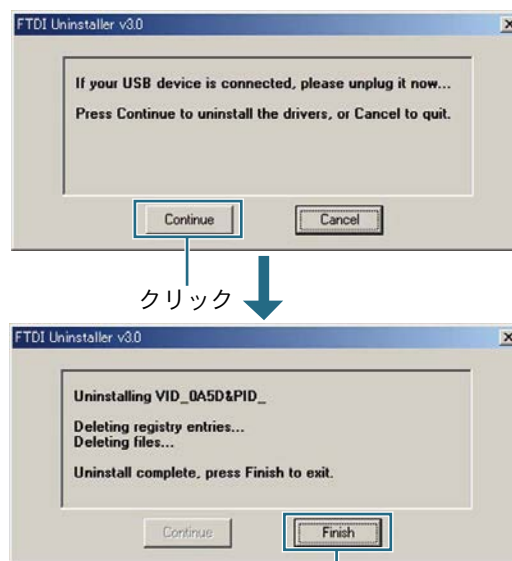 FTDI Uninstaller v3.0
If your USB device is connected, please unplug it now...
Press Continue to uninstall the drivers, or Cancel to quit.
Continue Cancel
クリック
FTDI Uninstaller v3.0
Uninstalling VID_0A5D&PID_
Deleting registry entries...
Deleting files...
Uninstall complete, press Finish to exit.
Continue Finish